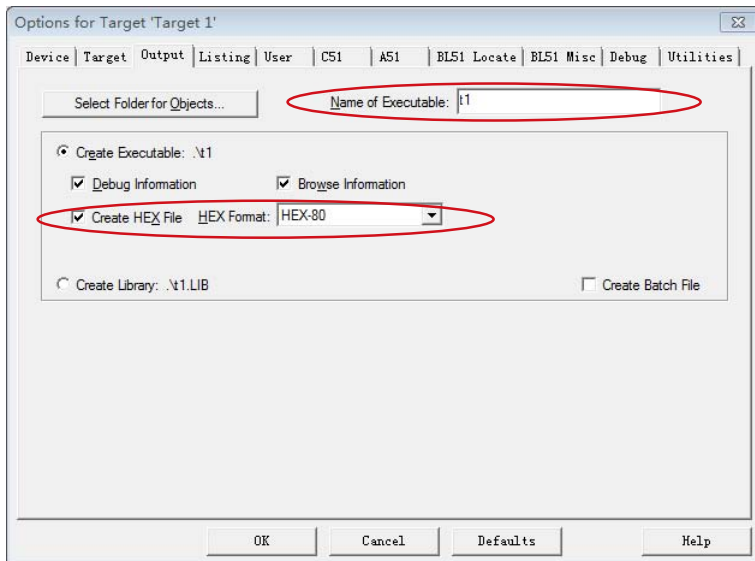 Options for Target 'Target 1'
Device Target Output Listing User C51 A51 BL51 Locate BL51 Misc Debug Utilities
Select Folder for Objects... Name of Executable: t1
Create Executable: .\t1
Debug Information Browse Information
Create HEX File HEX Format: HEX-80
Create Library: .\t1.LIB Create Batch File
OK Cancel Defaults Help